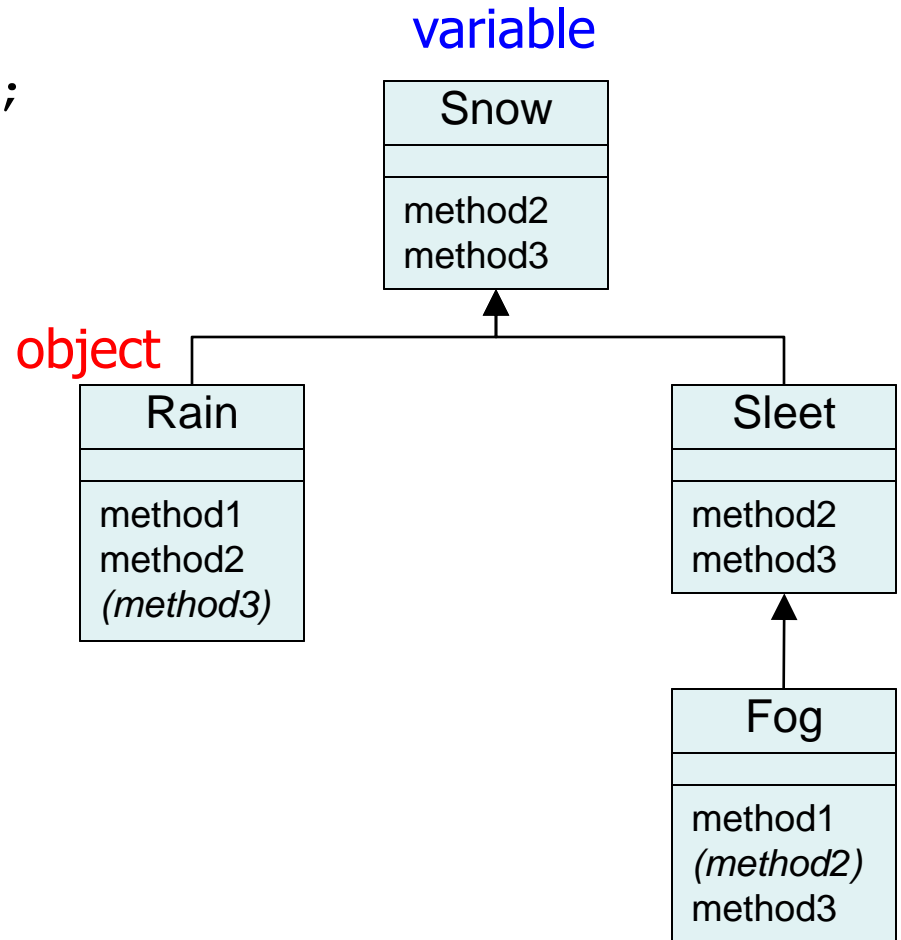 variable
;
Snow
method2
method3
object
Rain
method1
method2
(method3)
Sleet
method2
method3
Fog
method1
(method2)
method3